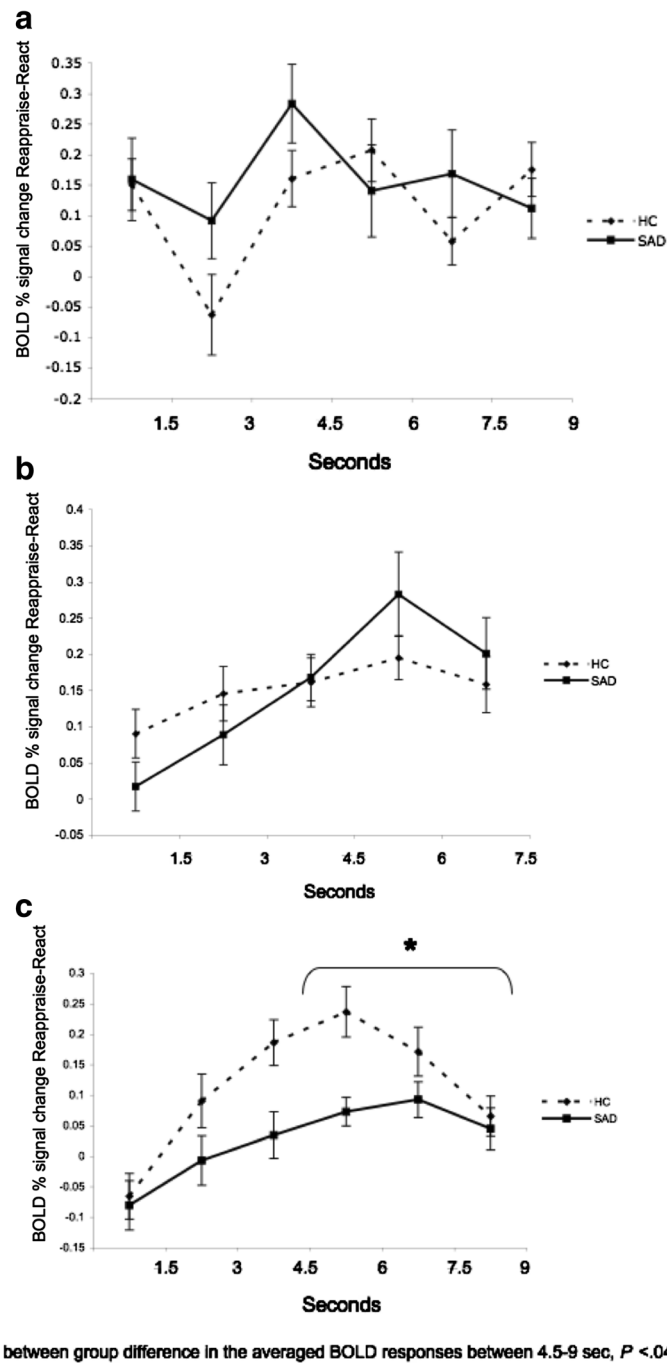 a
BOLD % signal change Reappraise-React
0.35
0.3
0.25
0.2
0.15
0.1
0.05
0
-0.05
-0.1
-0.15
-0.2
1.5 3 4.5 6 7.5 9
Seconds
HC
SAD
b
BOLD % signal change Reappraise-React
0.4
0.35
0.3
0.25
0.2
0.15
0.1
0.05
0
-0.05
1.5 3 4.5 6 7.5
Seconds
HC
SAD
c
*
BOLD % signal change Reappraise-React
0.3
0.25
0.2
0.15
0.1
0.05
0
-0.05
-0.1
-0.15
1.5 3 4.5 6 7.5 9
Seconds
HC
SAD
between group difference in the averaged BOLD responses between 4.5-9 sec, P <.0